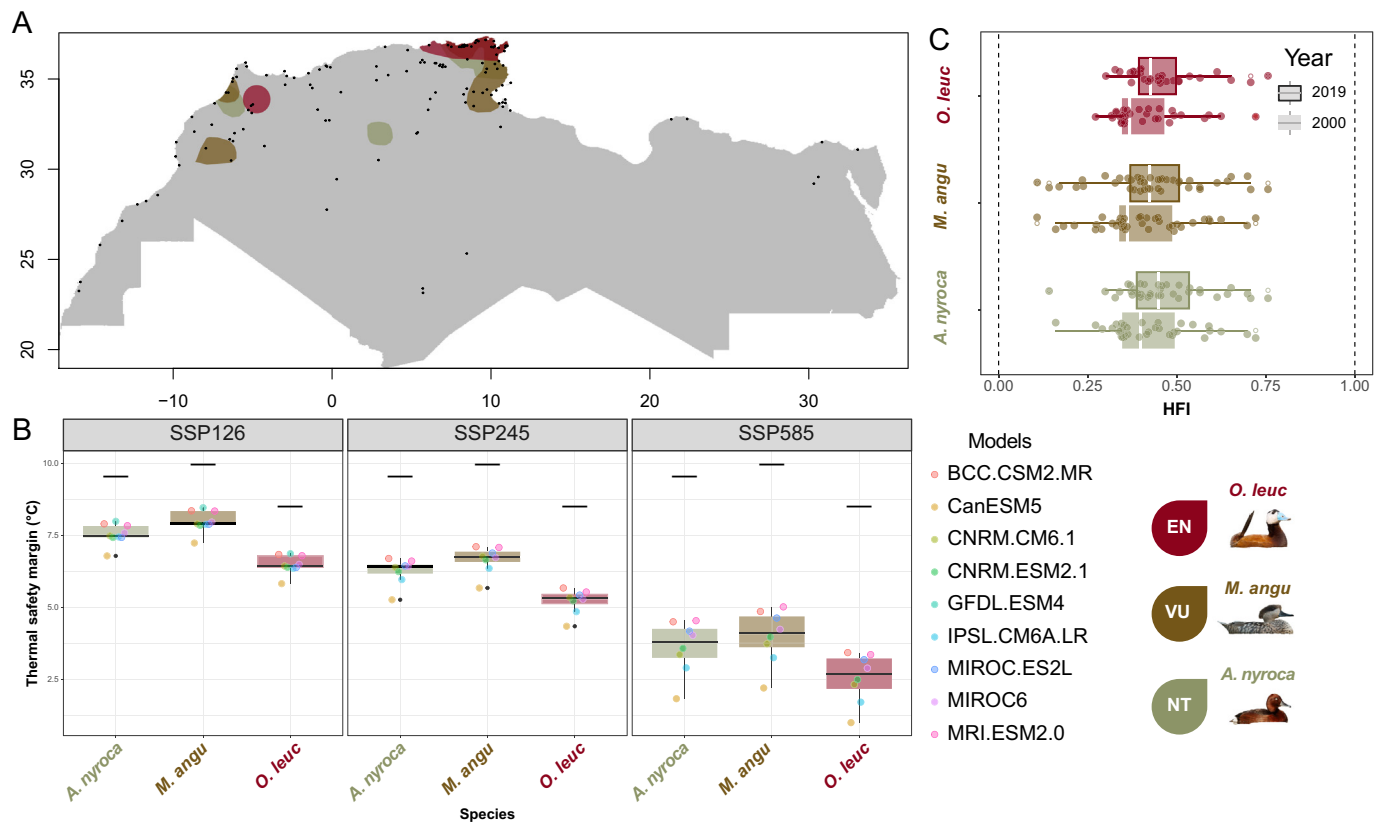 A
35
30
25
20
−10
0
10
20
30
B
SSP126
SSP245
SSP585
Thermal safety margin (°C)
10.0
7.5
5.0
2.5
A. nyroca
M. angu
O. leuc
A. nyroca
M. angu
O. leuc
A. nyroca
M. angu
O. leuc
Species
C
O. leuc
M. angu
A. nyroca
Year
2019
2000
0.00
0.25
0.50
0.75
1.00
HFI
Models
BCC.CSM2.MR
CanESM5
CNRM.CM6.1
CNRM.ESM2.1
GFDL.ESM4
IPSL.CM6A.LR
MIROC.ES2L
MIROC6
MRI.ESM2.0
O. leuc
EN
M. angu
VU
A. nyroca
NT